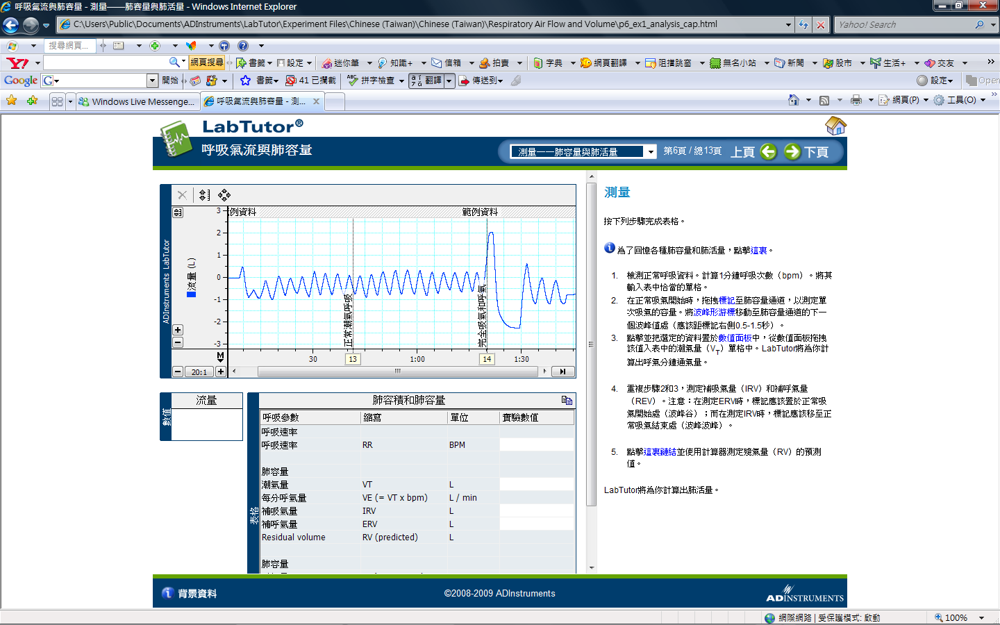 呼吸氣流與肺容量 - 測量——肺容量與肺活量 - Windows Internet Explorer
C:\Users\Public\Documents\ADInstruments\LabTutor\Experiment Files\Chinese (Taiwan)\Chinese (Taiwan)\Respiratory Air Flow and Volume\p6_ex1_analysis_cap.html
Yahoo! Search
搜尋網頁...
Y! 網頁搜尋 書籤 設定 迷你筆 知識+ 信箱 拍賣 字典 網頁翻譯 阻擋跳窗 無名小站 新聞 股市 生活+ 交友 »
Google G 開始 書籤 41 已攔截 ABC 拼字檢查 翻譯 傳送到 設定 Open
Windows Live Messenge... 呼吸氣流與肺容量 - 測... 網頁(P) 工具(O) »
LabTutor®
呼吸氣流與肺容量
測量——肺容量與肺活量 第6頁 / 總13頁 上頁 下頁
ADInstruments LabTutor
流量 (L)
例資料 範例資料
3
2
1
0
-1
-2
-3
正常潮氣呼吸
完全吸氣和呼氣
M
30 13 1:00 14 1:30
20:1
數值
流量
表格
肺容積和肺容量
呼吸參數 縮寫 單位 實驗數值
呼吸速率
呼吸速率 RR BPM
肺容量
潮氣量 VT L
每分呼氣量 VE (= VT x bpm) L / min
補吸氣量 IRV L
補呼氣量 ERV L
Residual volume RV (predicted) L
肺容量
測量
按下列步驟完成表格。
為了回憶各種肺容量和肺活量，點擊這裏。
1. 檢測正常呼吸資料。計算1分鐘呼吸次數（bpm）。將其
輸入表中恰當的單格。
2. 在正常吸氣開始時，拖拽標記至肺容量通道，以測定單
次吸氣的容量。將波峰形游標移動至肺容量通道的下一
個波峰值處（應該距標記右側0.5-1.5秒）。
3. 點擊並把選定的資料置於數值面板中，從數值面板拖拽
該值入表中的潮氣量（VT）單格中。LabTutor將為你計
算出呼氣分鐘通氣量。
4. 重複步驟2和3，測定補吸氣量（IRV）和補呼氣量
（REV）。注意：在測定ERV時，標記應該置於正常吸
氣開始處（波峰谷）；而在測定IRV時，標記應該移至正
常吸氣結束處（波峰波峰）。
5. 點擊這裏鏈結並使用計算器測定殘氣量（RV）的預測
值。
LabTutor將為你計算出肺活量。
背景資料
©2008-2009 ADInstruments
ADINSTRUMENTS
網際網路 | 受保護模式: 啟動 100%